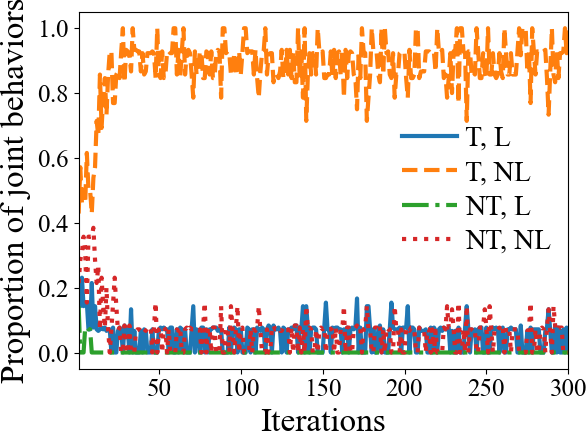 Proportion of joint behaviors
1.0
0.8
0.6
0.4
0.2
0.0
T, L
T, NL
NT, L
NT, NL
50 100 150 200 250 300
Iterations